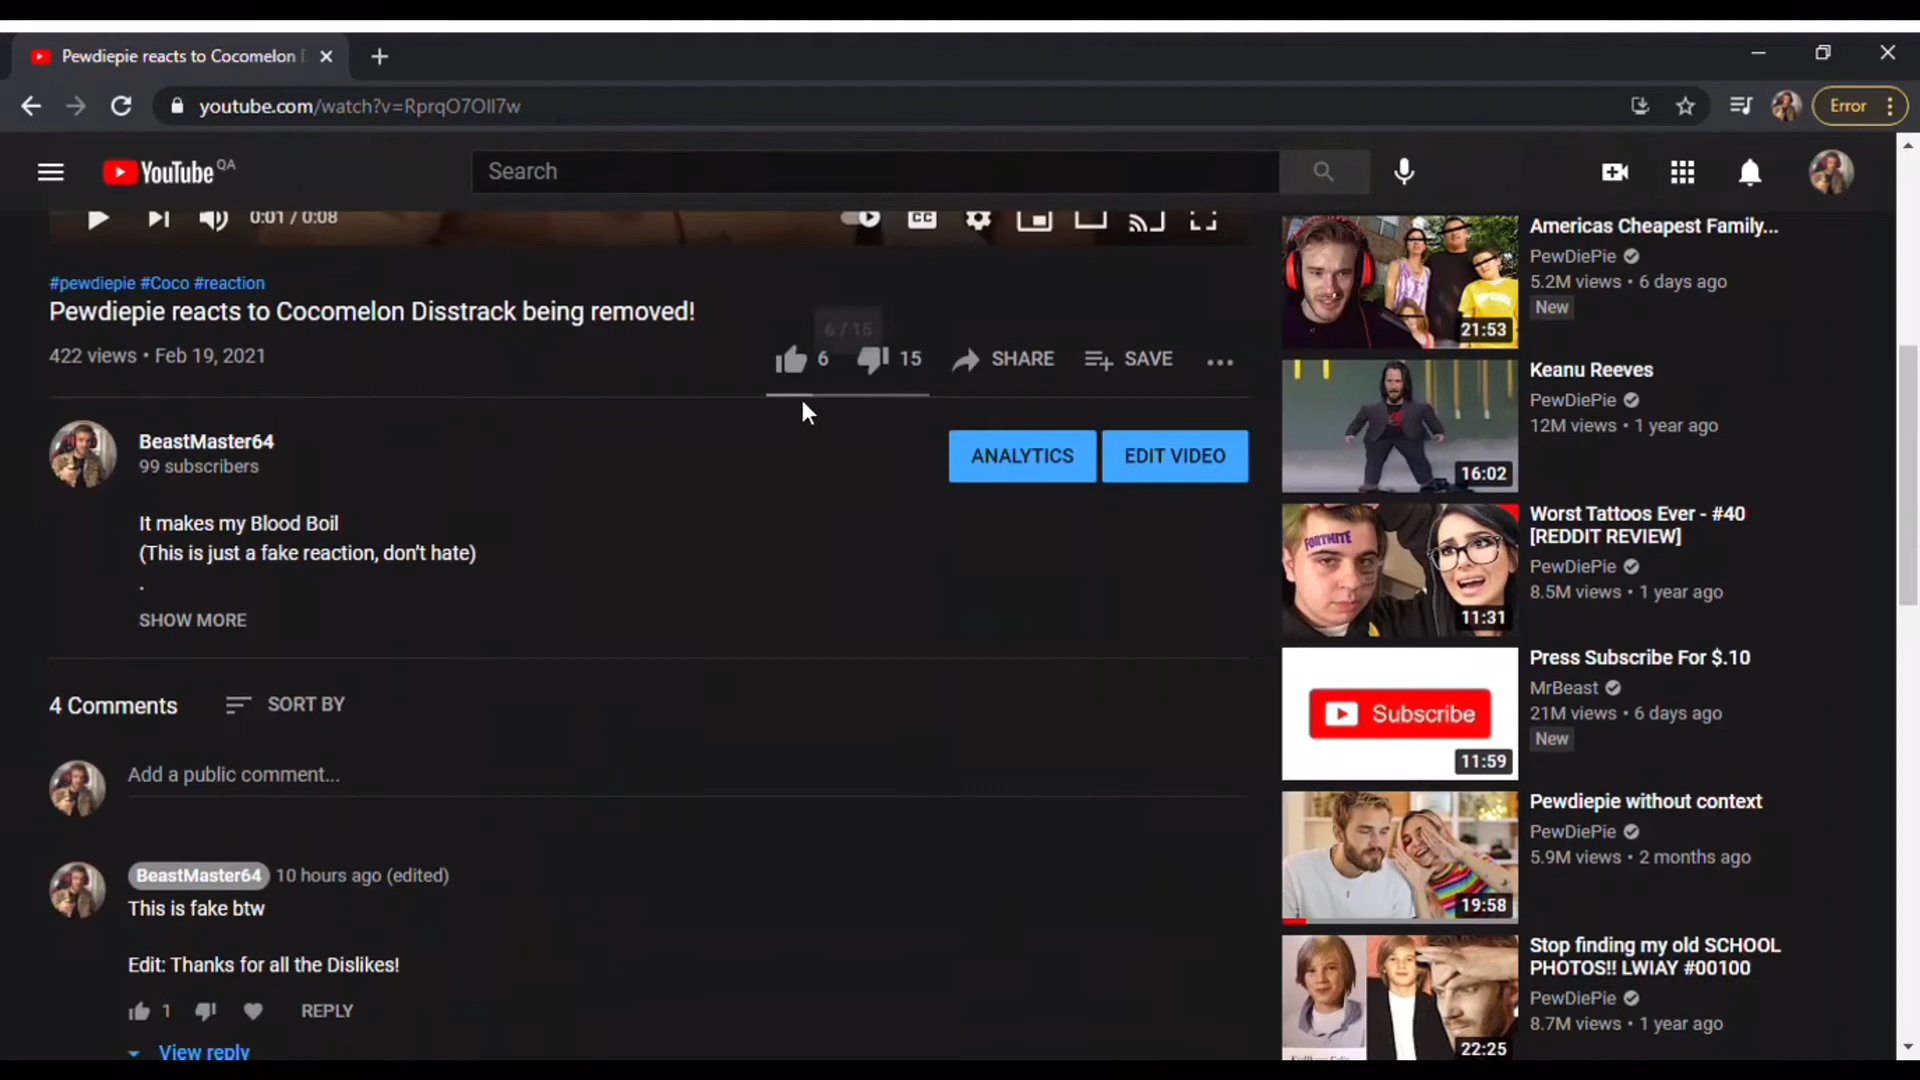 Pewdiepie reacts to Cocomelon
youtube.com/watch?v=RprqO7OIl7w
Error
YouTube QA
Search
0:01 / 0:08
CC
#pewdiepie #Coco #reaction
Pewdiepie reacts to Cocomelon Disstrack being removed!
422 views • Feb 19, 2021
6 / 15
6
15
SHARE
SAVE
BeastMaster64
99 subscribers
ANALYTICS
EDIT VIDEO
It makes my Blood Boil
(This is just a fake reaction, don't hate)
.
SHOW MORE
4 Comments
SORT BY
Add a public comment...
BeastMaster64 10 hours ago (edited)
This is fake btw
Edit: Thanks for all the Dislikes!
1
REPLY
View reply
21:53
Americas Cheapest Family...
PewDiePie
5.2M views • 6 days ago
New
16:02
Keanu Reeves
PewDiePie
12M views • 1 year ago
FORTNITE
11:31
Worst Tattoos Ever - #40
[REDDIT REVIEW]
PewDiePie
8.5M views • 1 year ago
Subscribe
11:59
Press Subscribe For $.10
MrBeast
21M views • 6 days ago
New
19:58
Pewdiepie without context
PewDiePie
5.9M views • 2 months ago
22:25
Stop finding my old SCHOOL
PHOTOS!! LWIAY #00100
PewDiePie
8.7M views • 1 year ago